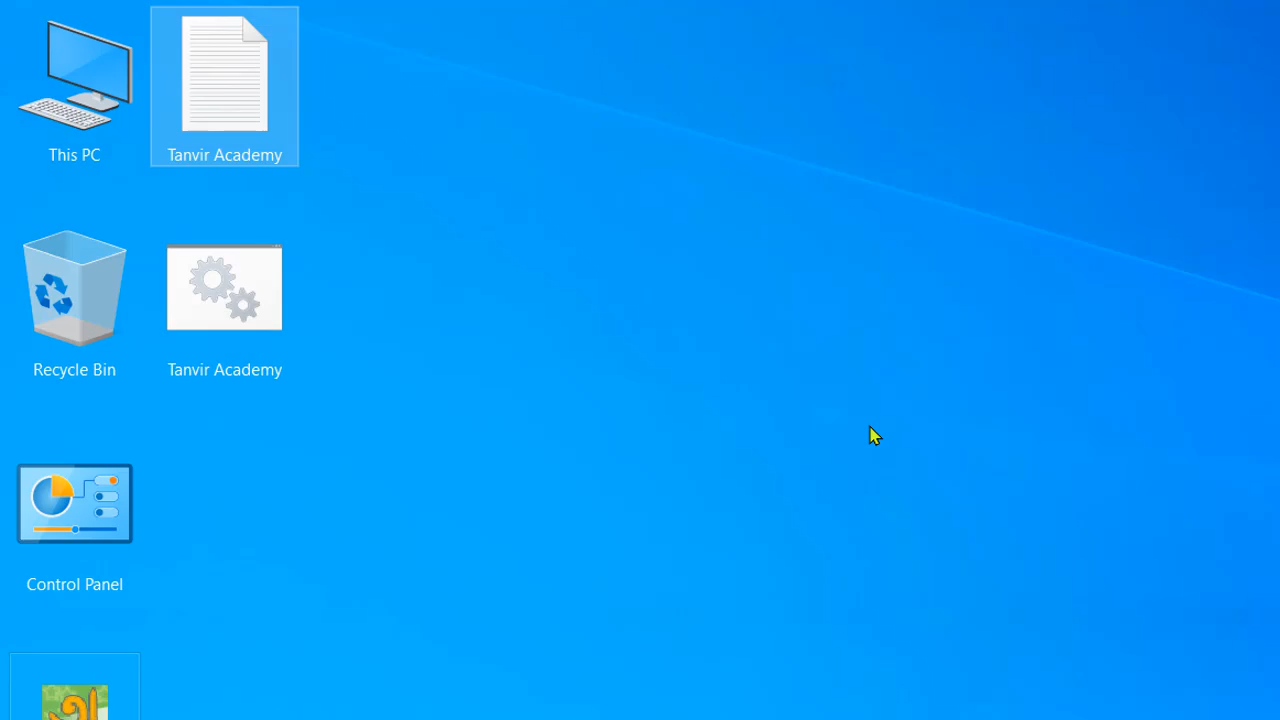 This PC
Tanvir Academy
Recycle Bin
Tanvir Academy
Control Panel
অ